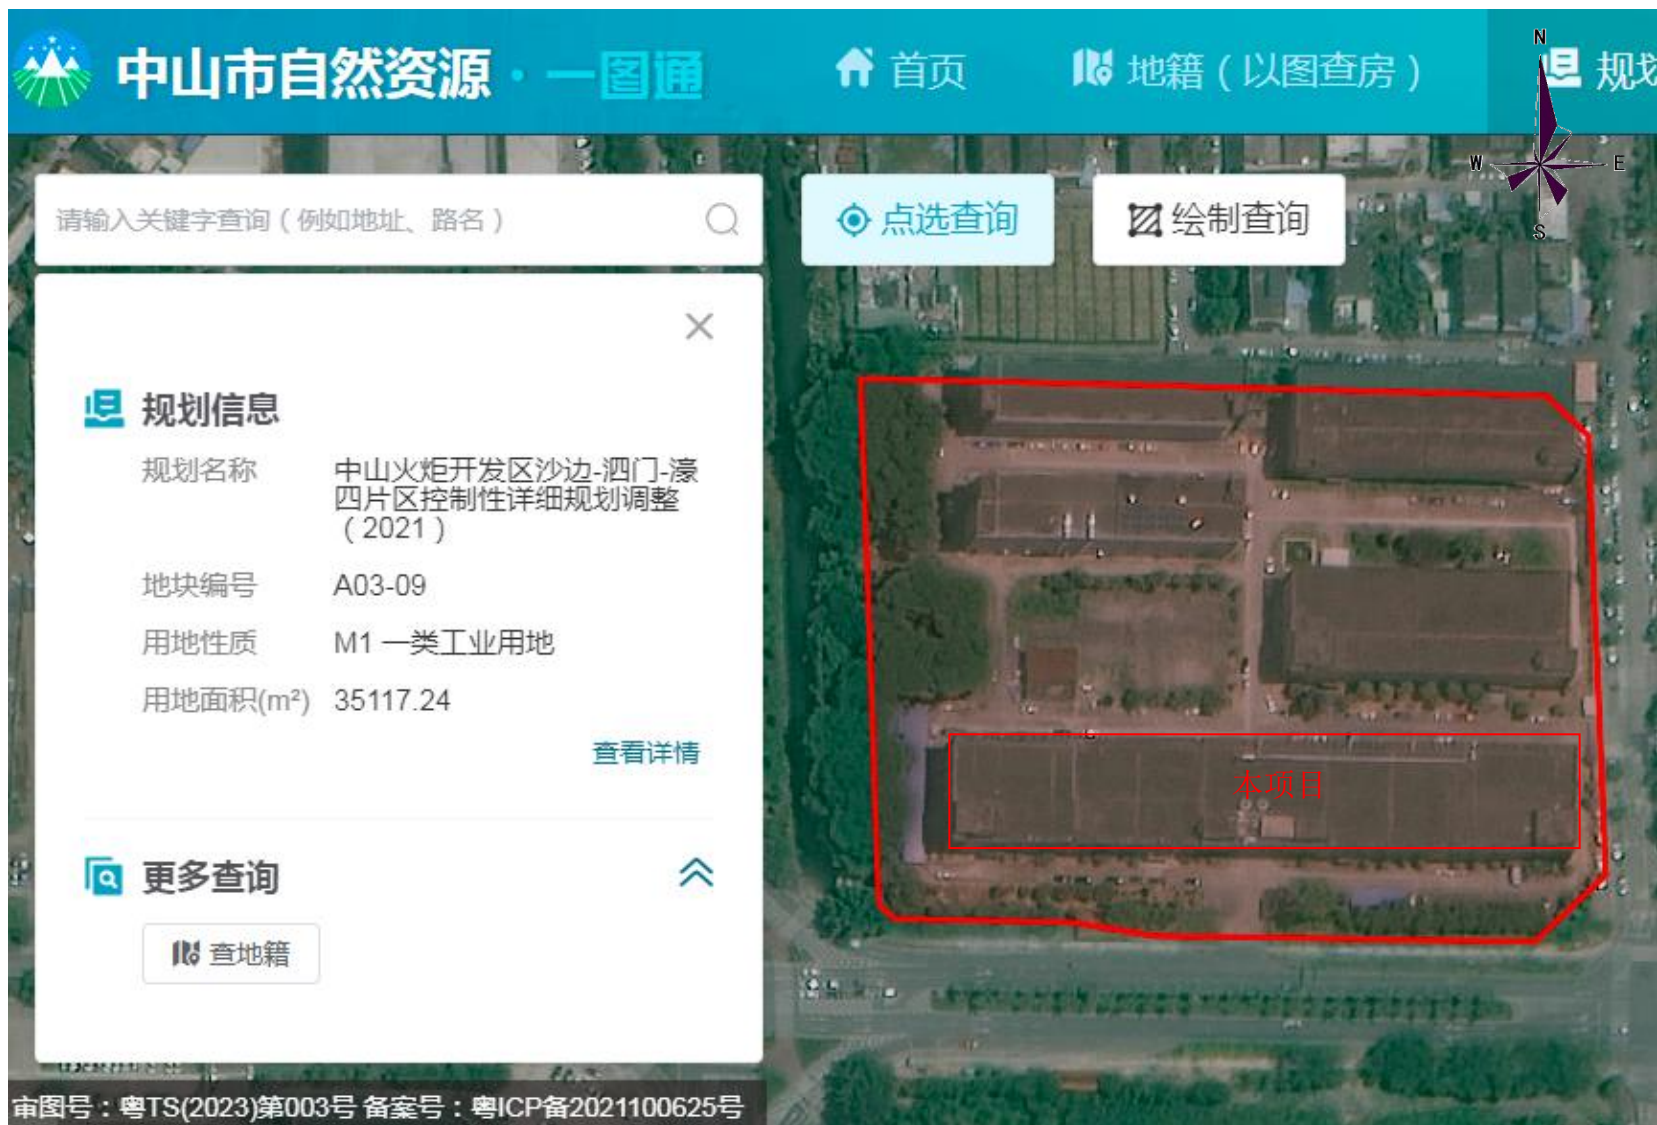 中山市自然资源·一图通
首页
地籍（以图查房）
规划
N
W
E
S
请输入关键字查询（例如地址、路名）
点选查询
绘制查询
规划信息
规划名称
中山火炬开发区沙边-泗门-濠
四片区控制性详细规划调整
（2021）
地块编号
A03-09
用地性质
M1 一类工业用地
用地面积(m²)
35117.24
查看详情
本项目
更多查询
查地籍
审图号：粤TS(2023)第003号 备案号：粤ICP备2021100625号